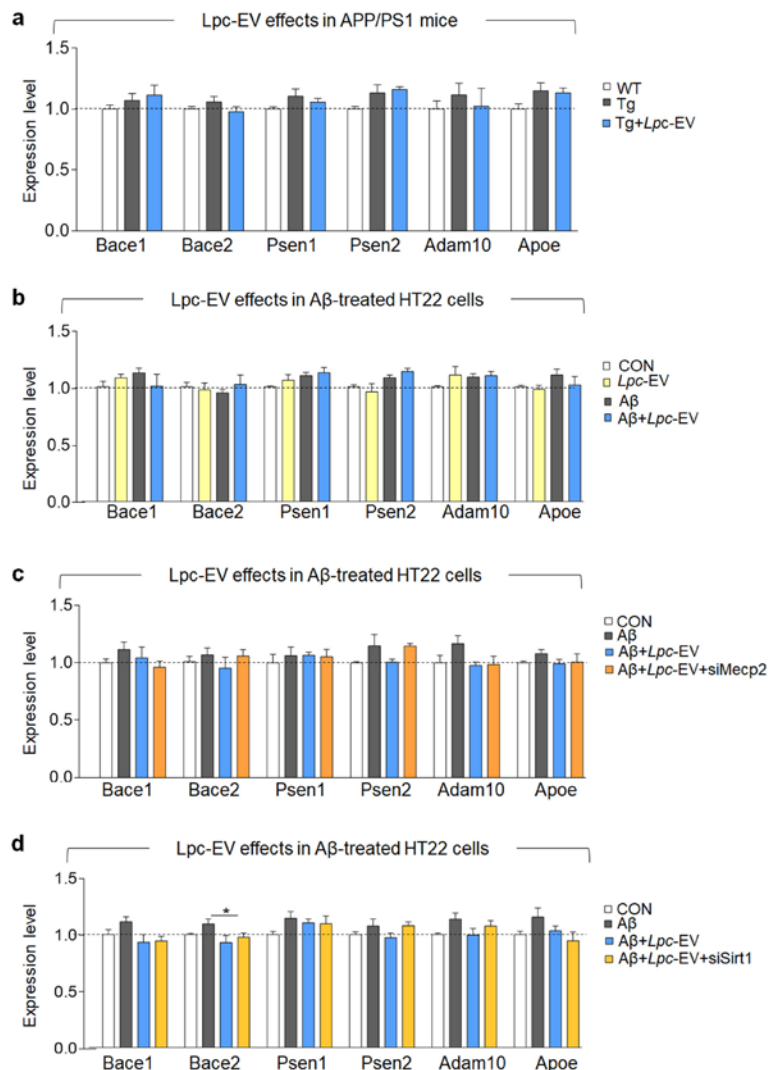 a
Lpc-EV effects in APP/PS1 mice
Expression level
1.5
1.0
0.5
0.0
Bace1 Bace2 Psen1 Psen2 Adam10 Apoe
WT
Tg
Tg+Lpc-EV
b
Lpc-EV effects in Aβ-treated HT22 cells
Expression level
1.5
1.0
0.5
0.0
Bace1 Bace2 Psen1 Psen2 Adam10 Apoe
CON
Lpc-EV
Aβ
Aβ+Lpc-EV
c
Lpc-EV effects in Aβ-treated HT22 cells
Expression level
1.5
1.0
0.5
0.0
Bace1 Bace2 Psen1 Psen2 Adam10 Apoe
CON
Aβ
Aβ+Lpc-EV
Aβ+Lpc-EV+siMecp2
d
Lpc-EV effects in Aβ-treated HT22 cells
Expression level
1.5
1.0
0.5
0.0
*
Bace1 Bace2 Psen1 Psen2 Adam10 Apoe
CON
Aβ
Aβ+Lpc-EV
Aβ+Lpc-EV+siSirt1